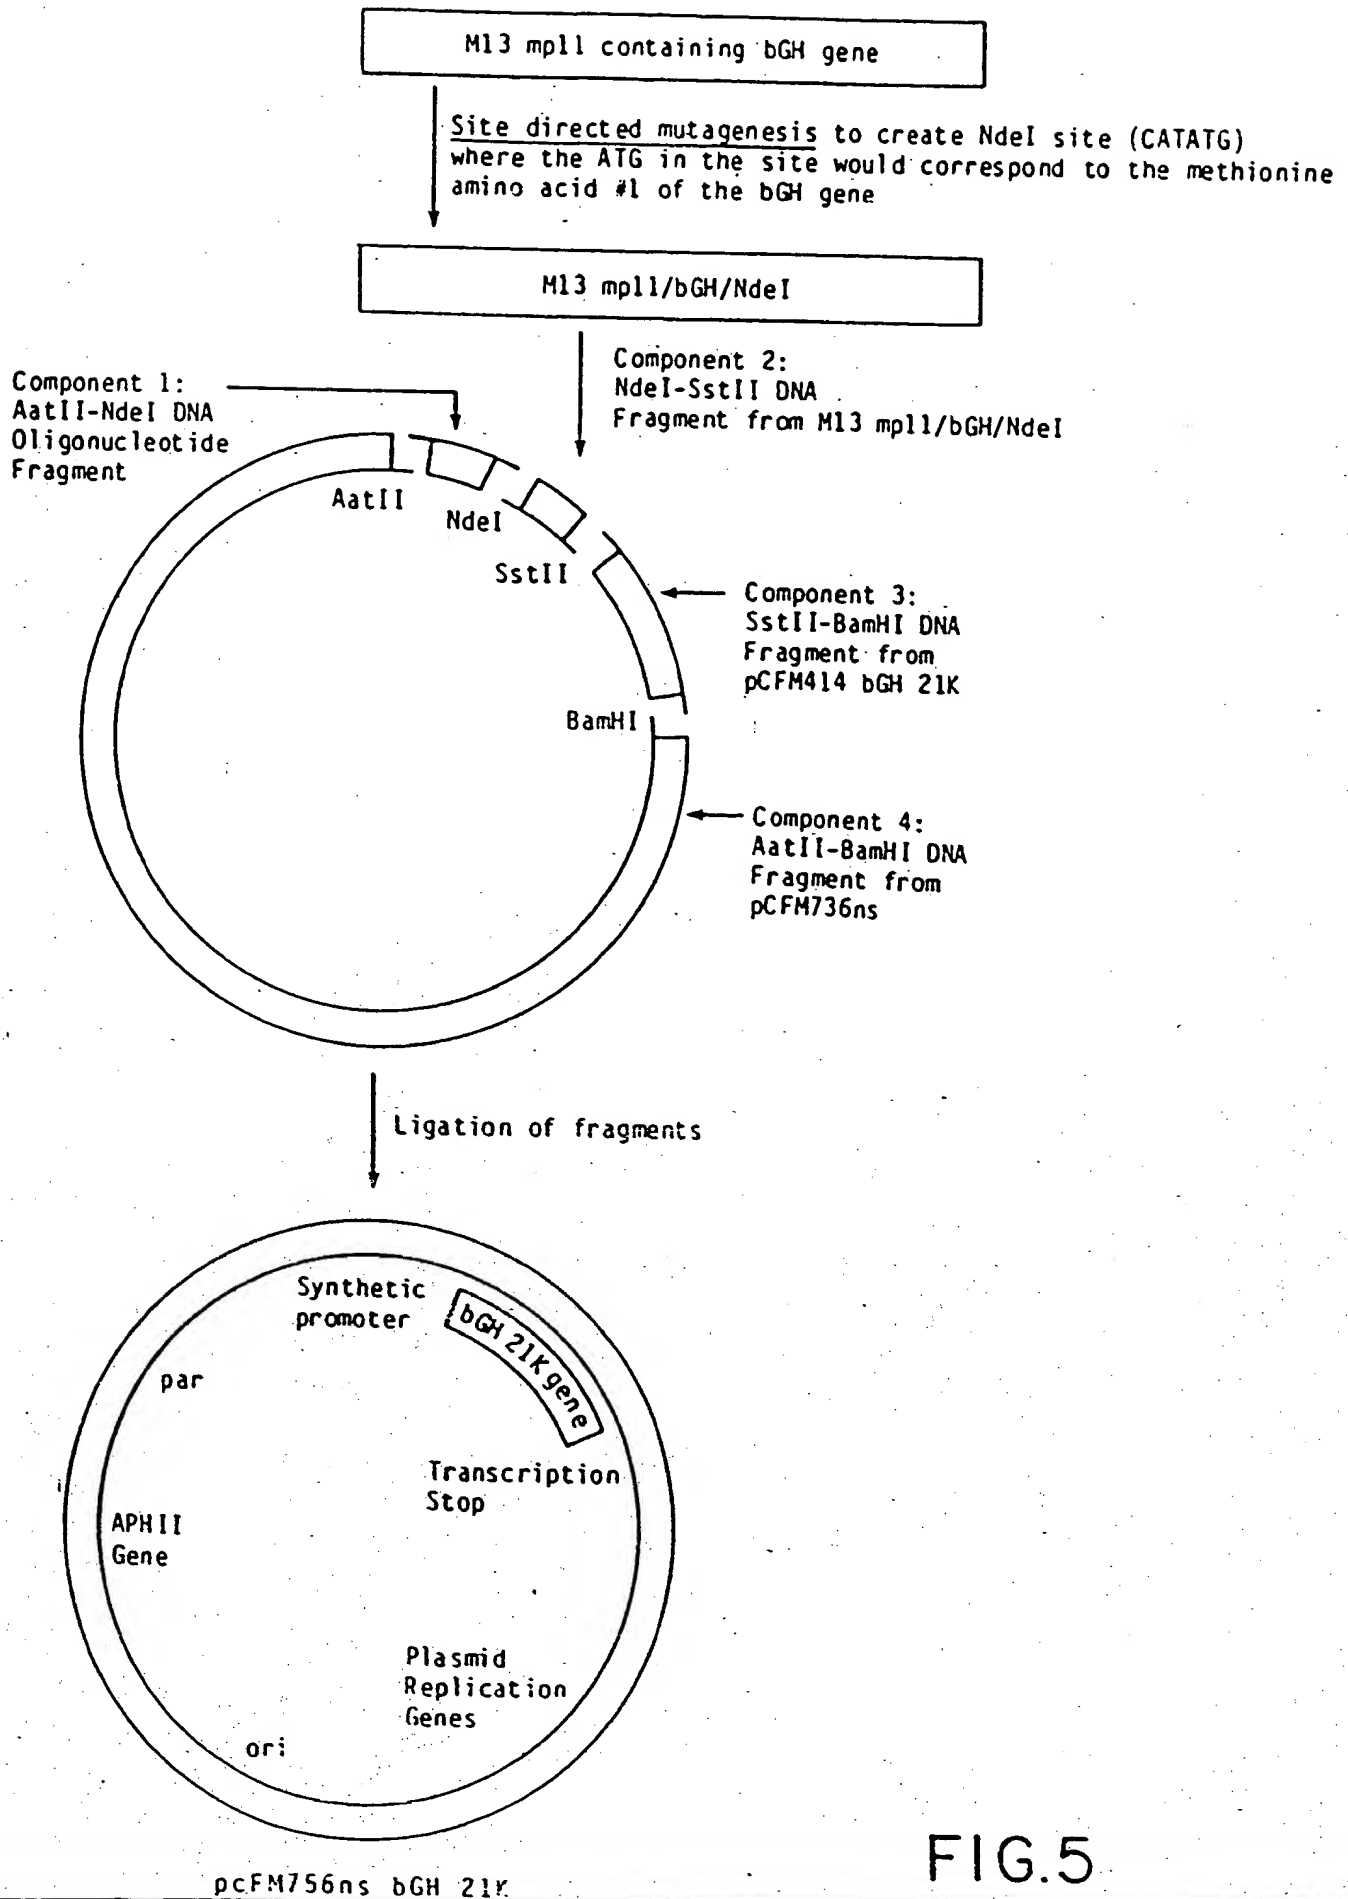 M13 mp11 containing bGH gene
Site directed mutagenesis to create NdeI site (CATATG)
where the ATG in the site would correspond to the methionine
amino acid #1 of the bGH gene
M13 mp11/bGH/NdeI
Component 1:
AatII-NdeI DNA
Oligonucleotide
Fragment
Component 2:
NdeI-SstII DNA
Fragment from M13 mp11/bGH/NdeI
AatII
NdeI
SstII
Component 3:
SstII-BamHI DNA
Fragment from
pCFM414 bGH 21K
BamHI
Component 4:
AatII-BamHI DNA
Fragment from
pCFM736ns
Ligation of fragments
Synthetic
promoter
bGH 21K gene
par
Transcription
Stop
APHII
Gene
Plasmid
Replication
Genes
ori
pcFM756ns bGH 21K
FIG.5